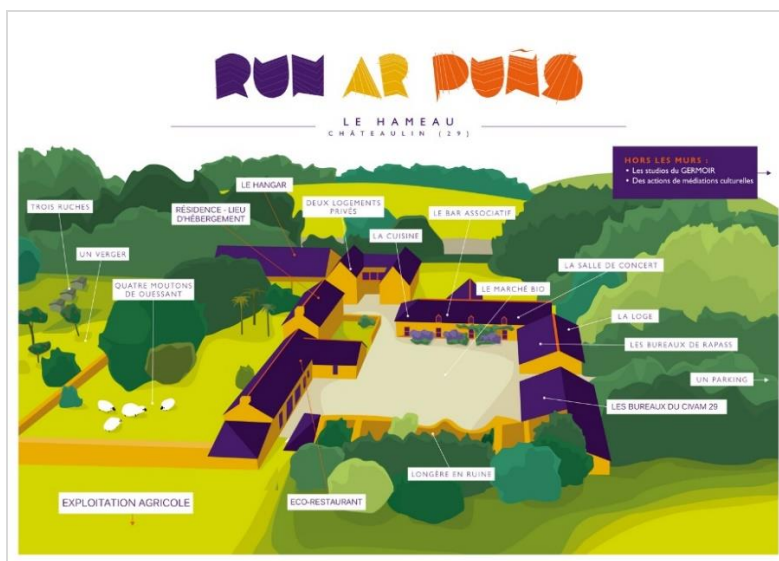 RUN AR PUÑS
LE HAMEAU
CHÂTEAULIN (29)
HORS LES MURS :
• Les studios du GERMOIR
• Des actions de médiations culturelles
LE HANGAR
TROIS RUCHES
RÉSIDENCE - LIEU
D'HÉBERGEMENT
DEUX LOGEMENTS
PRIVÉS
LE BAR ASSOCIATIF
LA CUISINE
UN VERGER
LA SALLE DE CONCERT
QUATRE MOUTONS
DE OUESSANT
LE MARCHÉ BIO
LA LOGE
LES BUREAUX DE RAPASS
UN PARKING
LES BUREAUX DU CIVAM 29
LONGÈRE EN RUINE
EXPLOITATION AGRICOLE
ECO-RESTAURANT